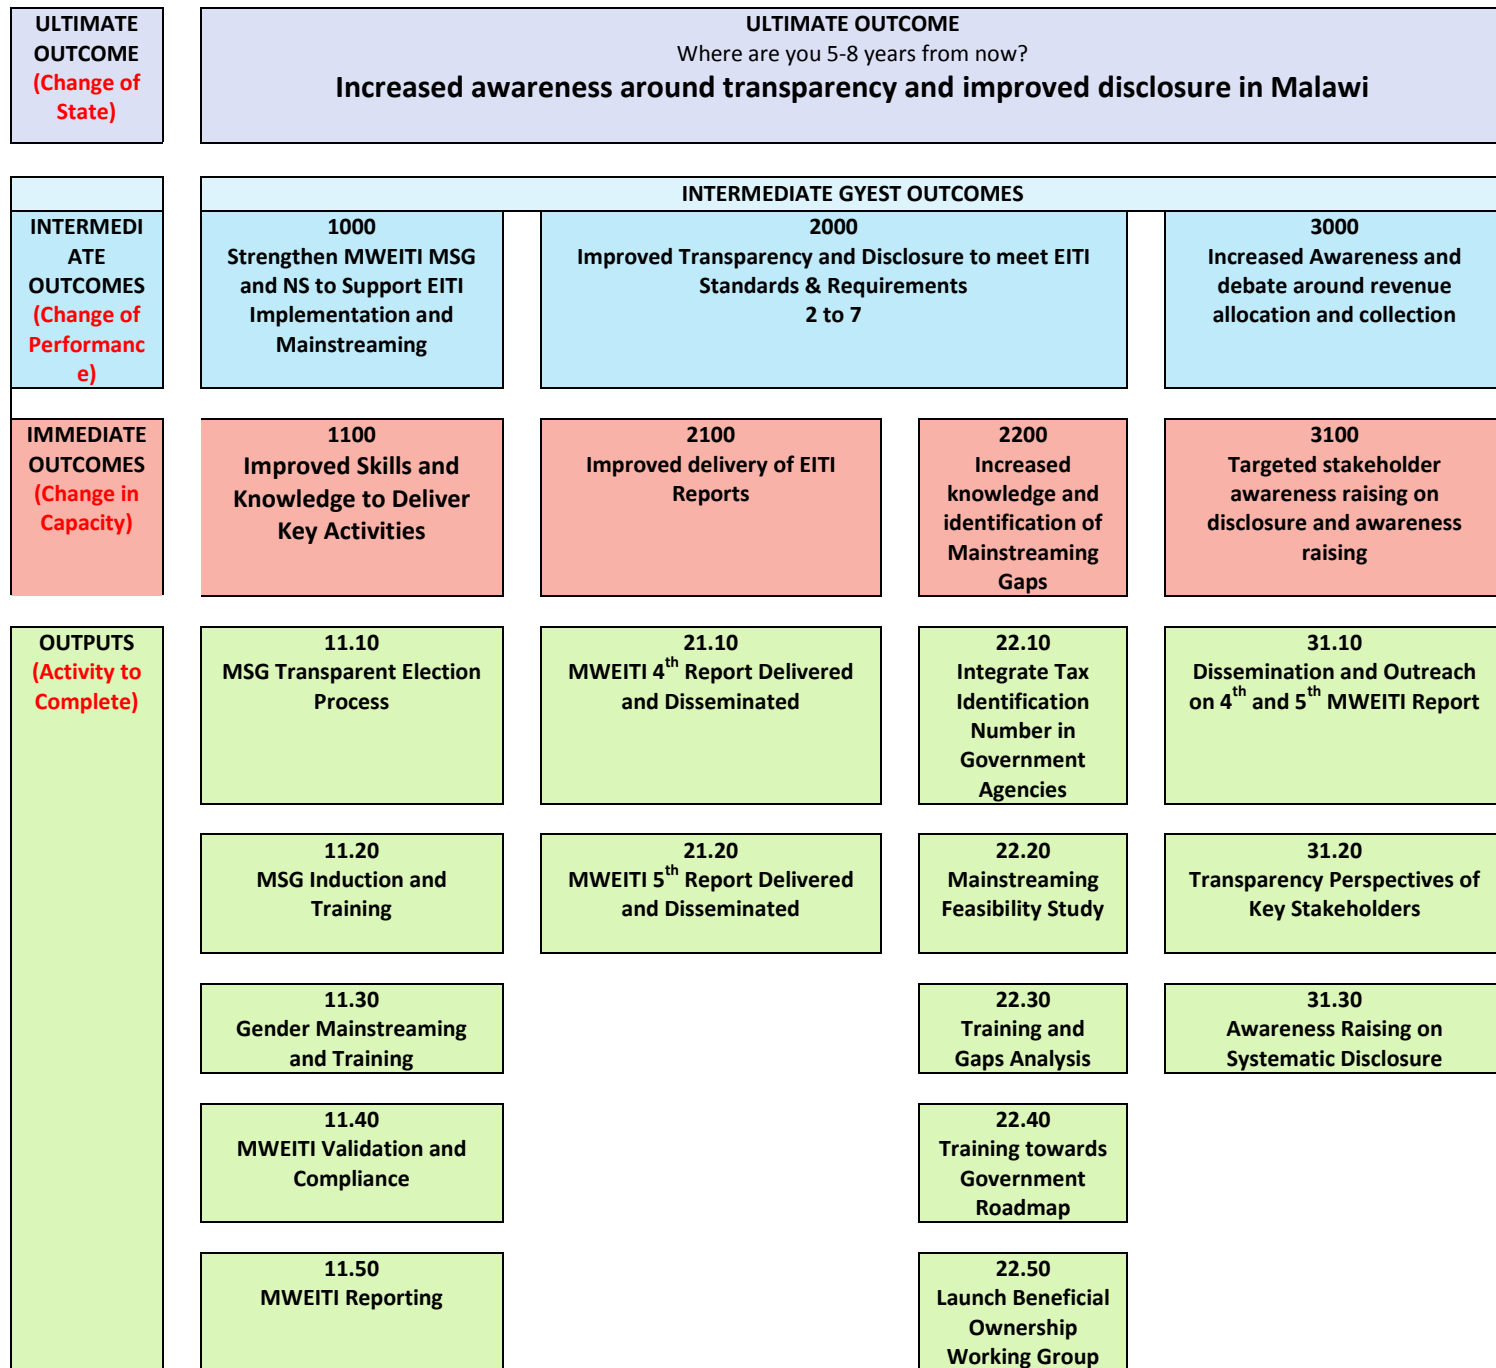 ULTIMATE
OUTCOME
(Change of
State)
ULTIMATE OUTCOME
Where are you 5-8 years from now?
Increased awareness around transparency and improved disclosure in Malawi
INTERMEDIATE GYEST OUTCOMES
INTERMEDI
ATE
OUTCOMES
(Change of
Performanc
e)
1000
Strengthen MWEITI MSG
and NS to Support EITI
Implementation and
Mainstreaming
2000
Improved Transparency and Disclosure to meet EITI
Standards & Requirements
2 to 7
3000
Increased Awareness and
debate around revenue
allocation and collection
IMMEDIATE
OUTCOMES
(Change in
Capacity)
1100
Improved Skills and
Knowledge to Deliver
Key Activities
2100
Improved delivery of EITI
Reports
2200
Increased
knowledge and
identification of
Mainstreaming
Gaps
3100
Targeted stakeholder
awareness raising on
disclosure and awareness
raising
OUTPUTS
(Activity to
Complete)
11.10
MSG Transparent Election
Process
21.10
MWEITI 4th Report Delivered
and Disseminated
22.10
Integrate Tax
Identification
Number in
Government
Agencies
31.10
Dissemination and Outreach
on 4th and 5th MWEITI Report
11.20
MSG Induction and
Training
21.20
MWEITI 5th Report Delivered
and Disseminated
22.20
Mainstreaming
Feasibility Study
31.20
Transparency Perspectives of
Key Stakeholders
11.30
Gender Mainstreaming
and Training
22.30
Training and
Gaps Analysis
31.30
Awareness Raising on
Systematic Disclosure
11.40
MWEITI Validation and
Compliance
22.40
Training towards
Government
Roadmap
11.50
MWEITI Reporting
22.50
Launch Beneficial
Ownership
Working Group